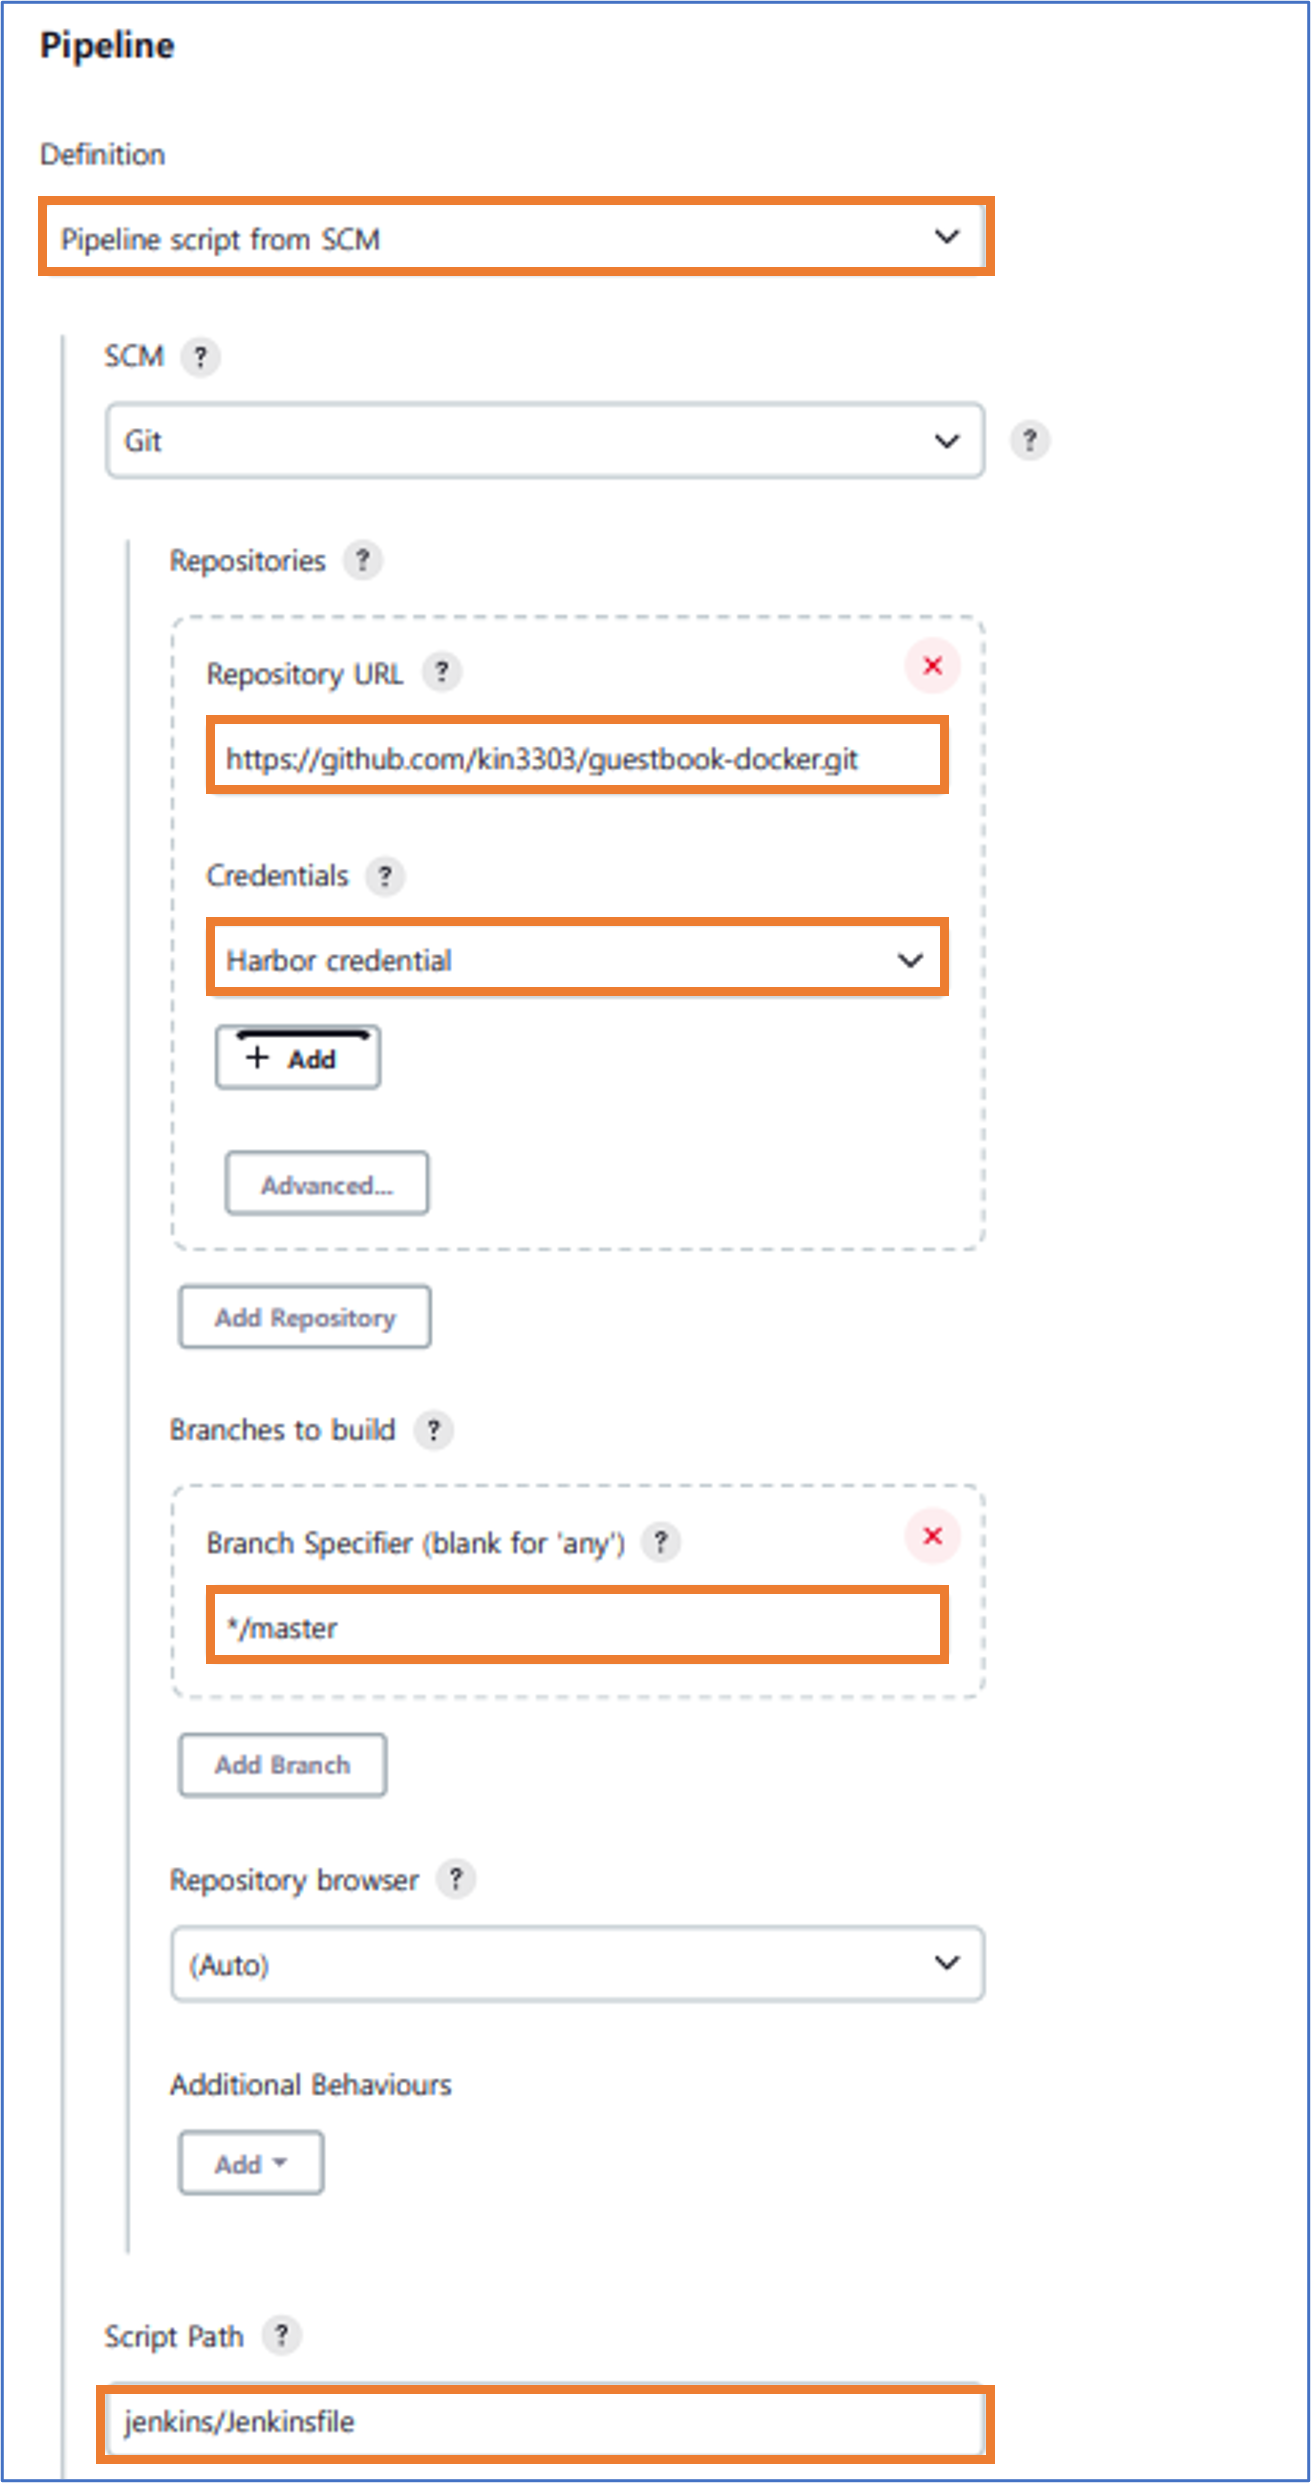 Pipeline
Definition
Pipeline script from SCM
SCM ?
Git
?
Repositories ?
Repository URL ?
https://github.com/kin3303/guestbook-docker.git
Credentials ?
Harbor credential
+ Add
Advanced...
Add Repository
Branches to build ?
Branch Specifier (blank for 'any') ?
*/master
Add Branch
Repository browser ?
(Auto)
Additional Behaviours
Add
Script Path ?
jenkins/Jenkinsfile